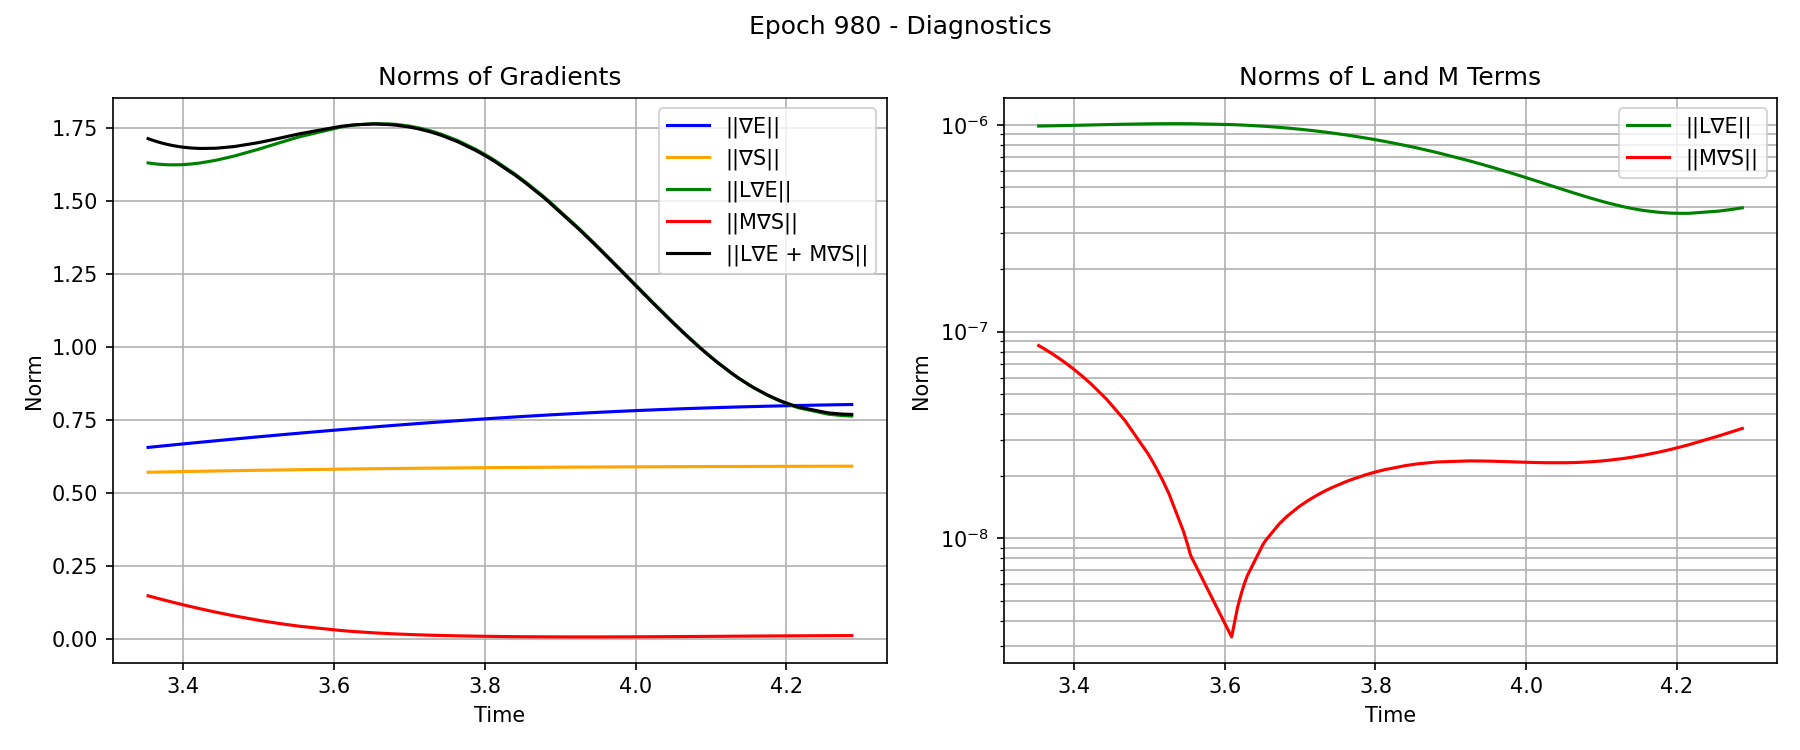 Epoch 980 - Diagnostics
Norms of Gradients
Norm
1.75
1.50
1.25
1.00
0.75
0.50
0.25
0.00
||∇E||
||∇S||
||L∇E||
||M∇S||
||L∇E + M∇S||
3.4 3.6 3.8 4.0 4.2
Time
Norms of L and M Terms
Norm
10⁻⁶
10⁻⁷
10⁻⁸
||L∇E||
||M∇S||
3.4 3.6 3.8 4.0 4.2
Time